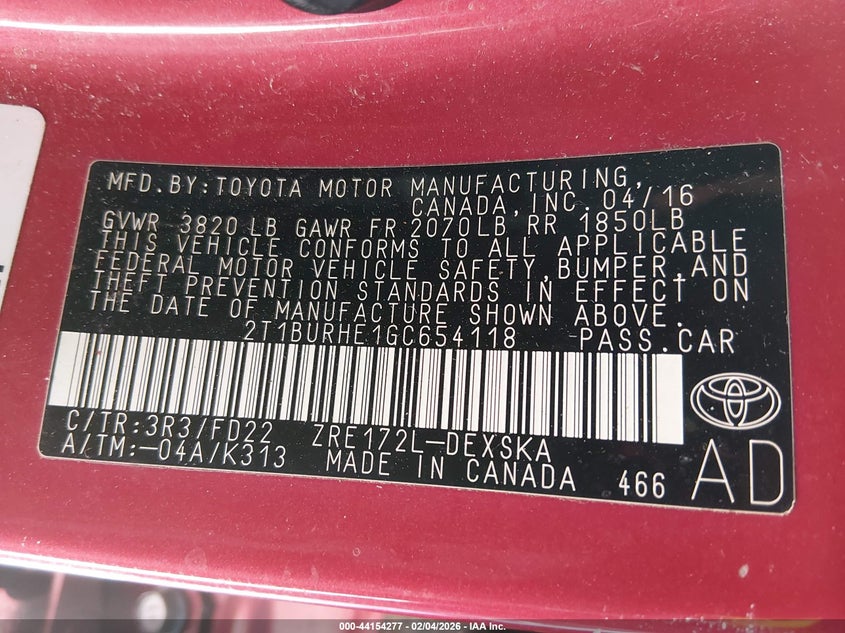 MFD.BY:TOYOTA MOTOR MANUFACTURING,
CANADA, INC. 04/16
GVWR 3820 LB GAWR FR 2070LB RR 1850LB
THIS VEHICLE CONFORMS TO ALL APPLICABLE
FEDERAL MOTOR VEHICLE SAFETY,BUMPER,AND
THEFT PREVENTION STANDARDS IN EFFECT ON
THE DATE OF MANUFACTURE SHOWN ABOVE.
2T1BURHE1GC654118 PASS.CAR
C/TR:3R3/FD22 ZRE172L-DEXSKA
A/TM:-04A/K313 MADE IN CANADA 466 AD
000-44154277 - 02/04/2026 - IAA Inc.